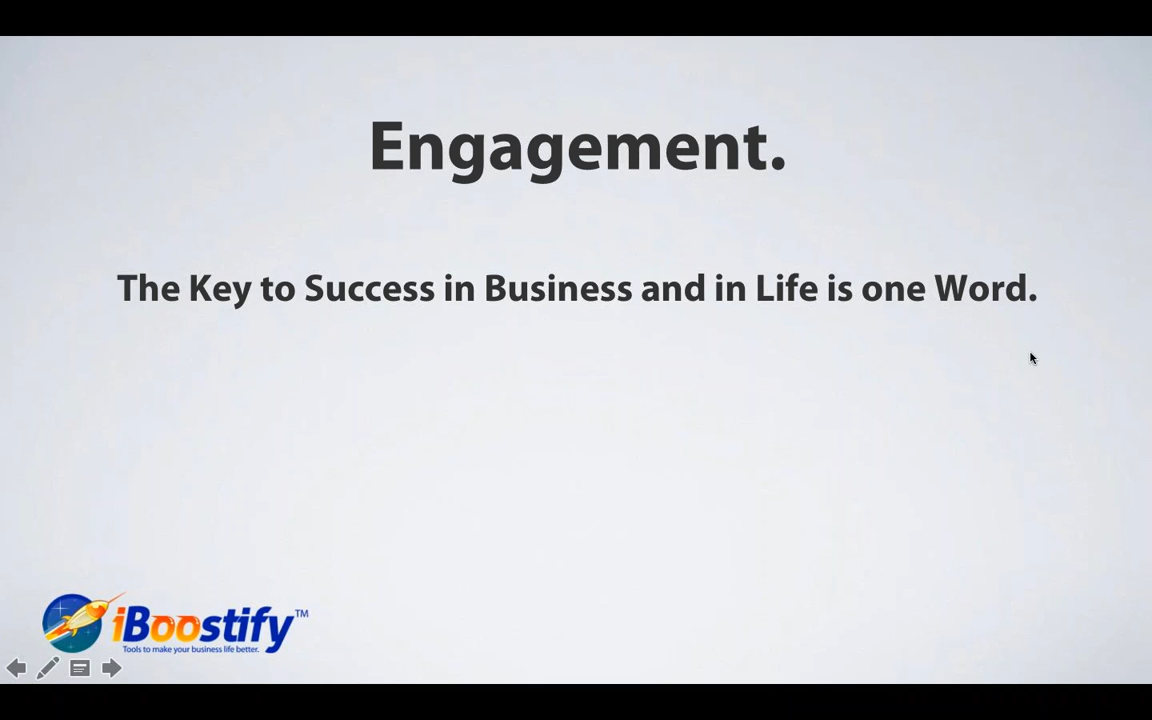 Engagement.
The Key to Success in Business and in Life is one Word.
iBoostify™
Tools to make your business life better.